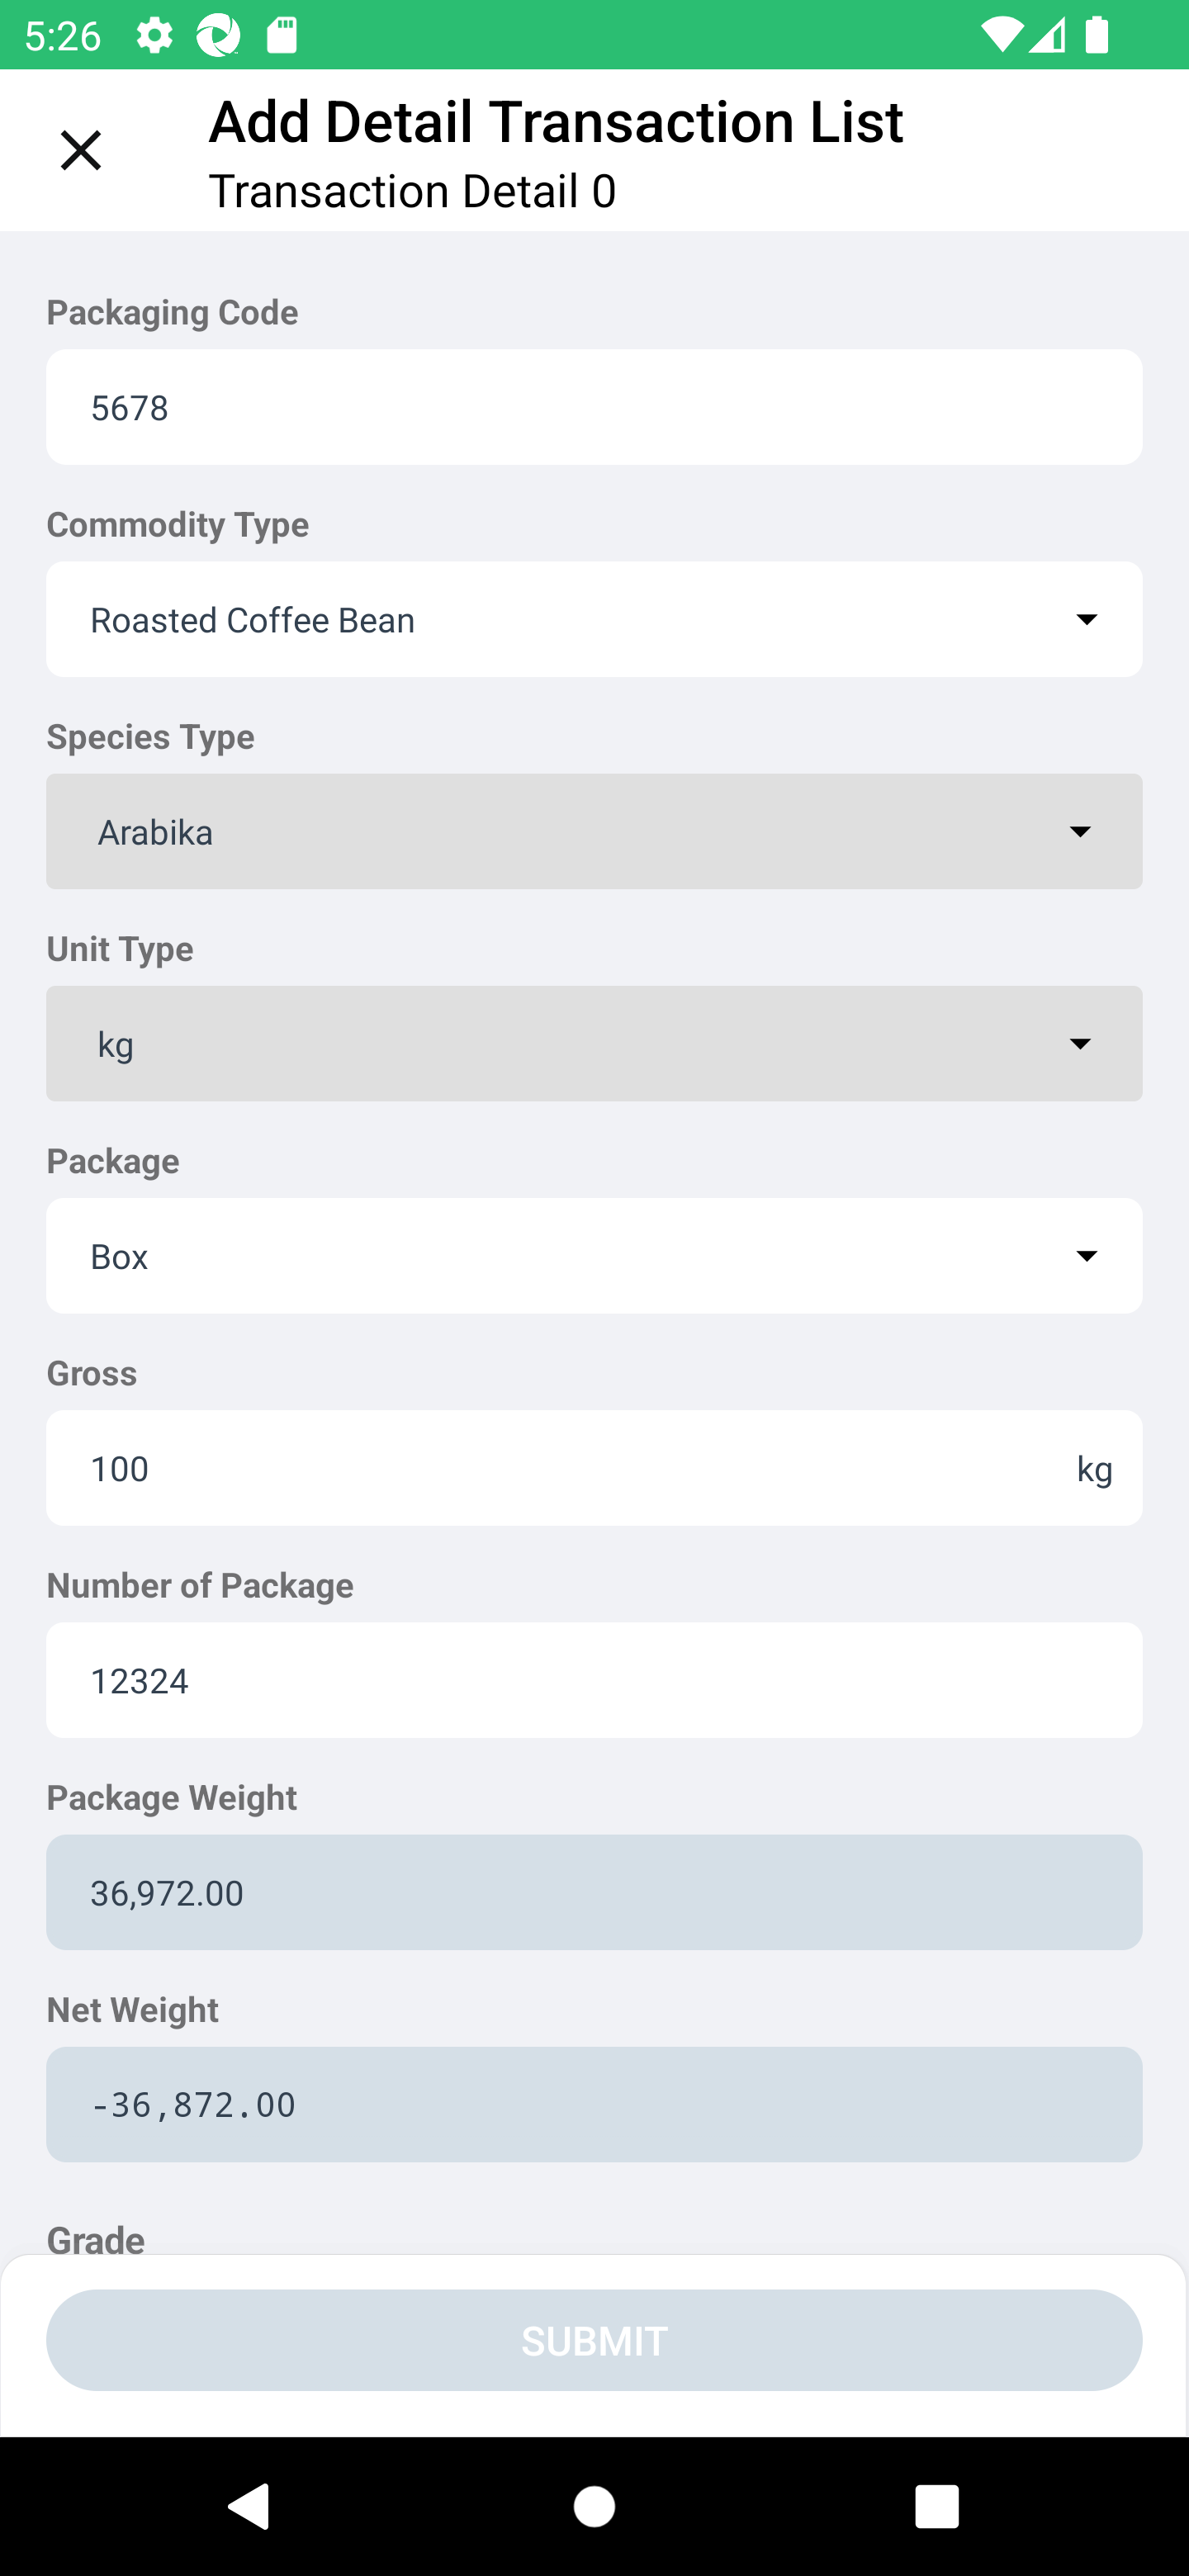 5:26
Add Detail Transaction List
Transaction Detail 0
Packaging Code
5678
Commodity Type
Roasted Coffee Bean
Species Type
Arabika
Unit Type
kg
Package
Box
Gross
100 kg
Number of Package
12324
Package Weight
36,972.00
Net Weight
-36,872.00
Grade
SUBMIT